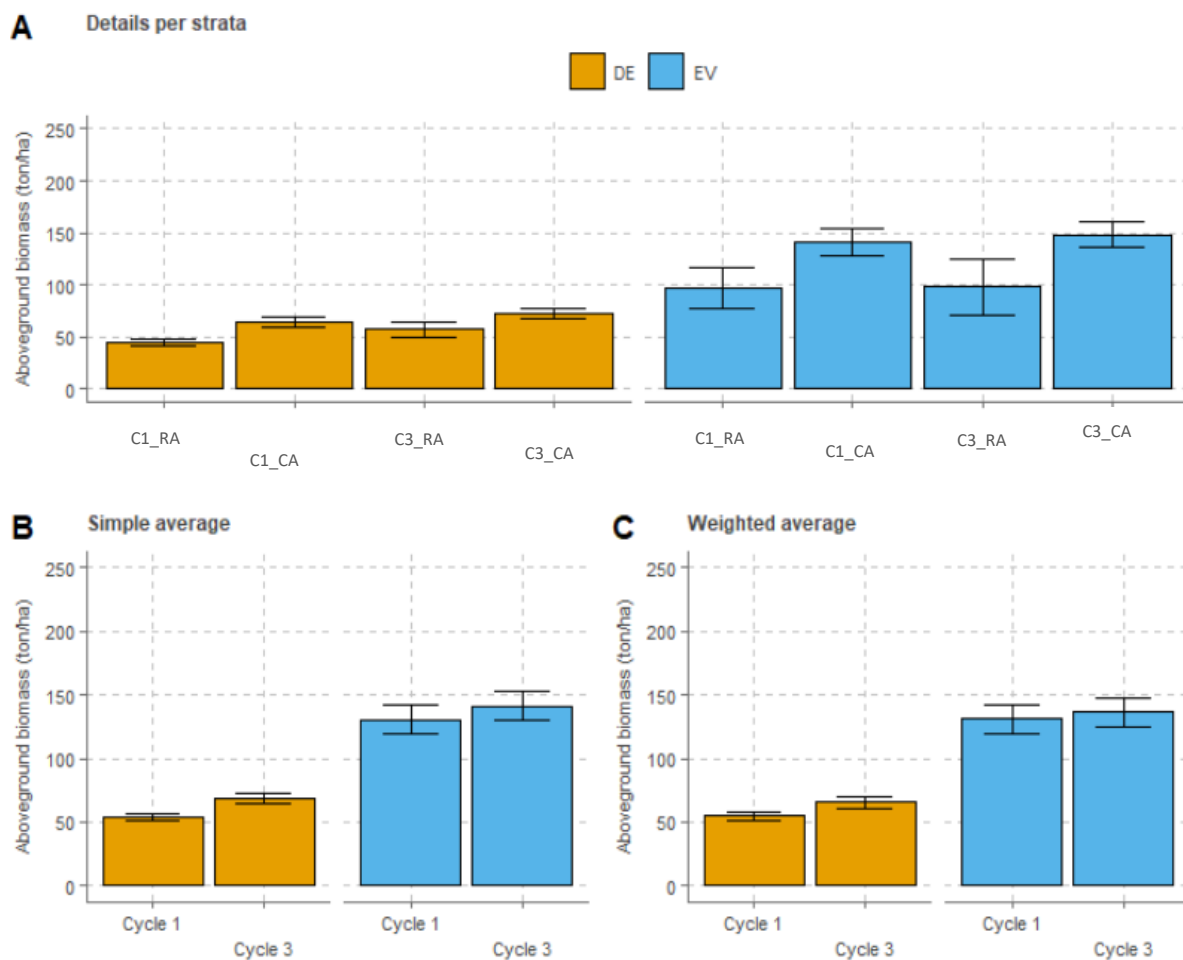 A Details per strata
DE EV
Aboveground biomass (ton/ha)
250
200
150
100
50
0
C1_RA C1_CA C3_RA C3_CA C1_RA C1_CA C3_RA C3_CA
B Simple average
Aboveground biomass (ton/ha)
250
200
150
100
50
0
Cycle 1 Cycle 3 Cycle 1 Cycle 3
C Weighted average
Aboveground biomass (ton/ha)
250
200
150
100
50
0
Cycle 1 Cycle 3 Cycle 1 Cycle 3